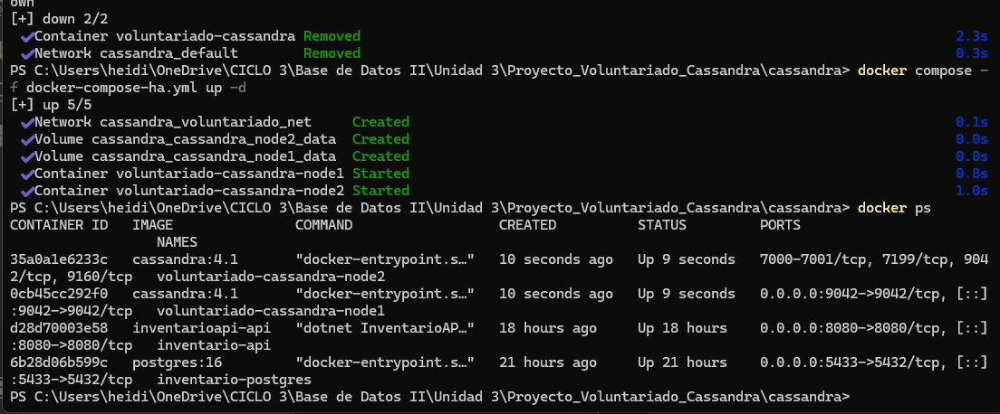 own
[+] down 2/2
✔Container voluntariado-cassandra Removed 2.3s
✔Network cassandra_default Removed 0.3s
PS C:\Users\heidi\OneDrive\CICLO 3\Base de Datos II\Unidad 3\Proyecto_Voluntariado_Cassandra\cassandra> docker compose -
f docker-compose-ha.yml up -d
[+] up 5/5
✔Network cassandra_voluntariado_net Created 0.1s
✔Volume cassandra_cassandra_node2_data Created 0.0s
✔Volume cassandra_cassandra_node1_data Created 0.0s
✔Container voluntariado-cassandra-node1 Started 0.8s
✔Container voluntariado-cassandra-node2 Started 1.0s
PS C:\Users\heidi\OneDrive\CICLO 3\Base de Datos II\Unidad 3\Proyecto_Voluntariado_Cassandra\cassandra> docker ps
CONTAINER ID IMAGE COMMAND CREATED STATUS PORTS
NAMES
35a0a1e6233c cassandra:4.1 "docker-entrypoint.s…" 10 seconds ago Up 9 seconds 7000-7001/tcp, 7199/tcp, 904
2/tcp, 9160/tcp voluntariado-cassandra-node2
0cb45cc292f0 cassandra:4.1 "docker-entrypoint.s…" 10 seconds ago Up 9 seconds 0.0.0.0:9042->9042/tcp, [::]
:9042->9042/tcp voluntariado-cassandra-node1
d28d70003e58 inventarioapi-api "dotnet InventarioAP…" 18 hours ago Up 18 hours 0.0.0.0:8080->8080/tcp, [::]
:8080->8080/tcp inventario-api
6b28d06b599c postgres:16 "docker-entrypoint.s…" 21 hours ago Up 21 hours 0.0.0.0:5433->5432/tcp, [::]
:5433->5432/tcp inventario-postgres
PS C:\Users\heidi\OneDrive\CICLO 3\Base de Datos II\Unidad 3\Proyecto_Voluntariado_Cassandra\cassandra>